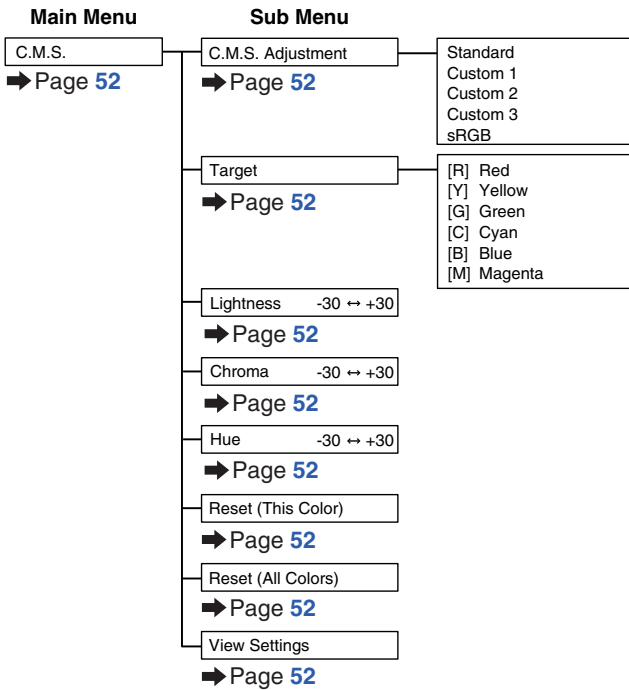 Main Menu
Sub Menu
C.M.S.
➡ Page 52
C.M.S. Adjustment
➡ Page 52
Standard
Custom 1
Custom 2
Custom 3
sRGB
Target
➡ Page 52
[R] Red
[Y] Yellow
[G] Green
[C] Cyan
[B] Blue
[M] Magenta
Lightness -30 ↔ +30
➡ Page 52
Chroma -30 ↔ +30
➡ Page 52
Hue -30 ↔ +30
➡ Page 52
Reset (This Color)
➡ Page 52
Reset (All Colors)
➡ Page 52
View Settings
➡ Page 52